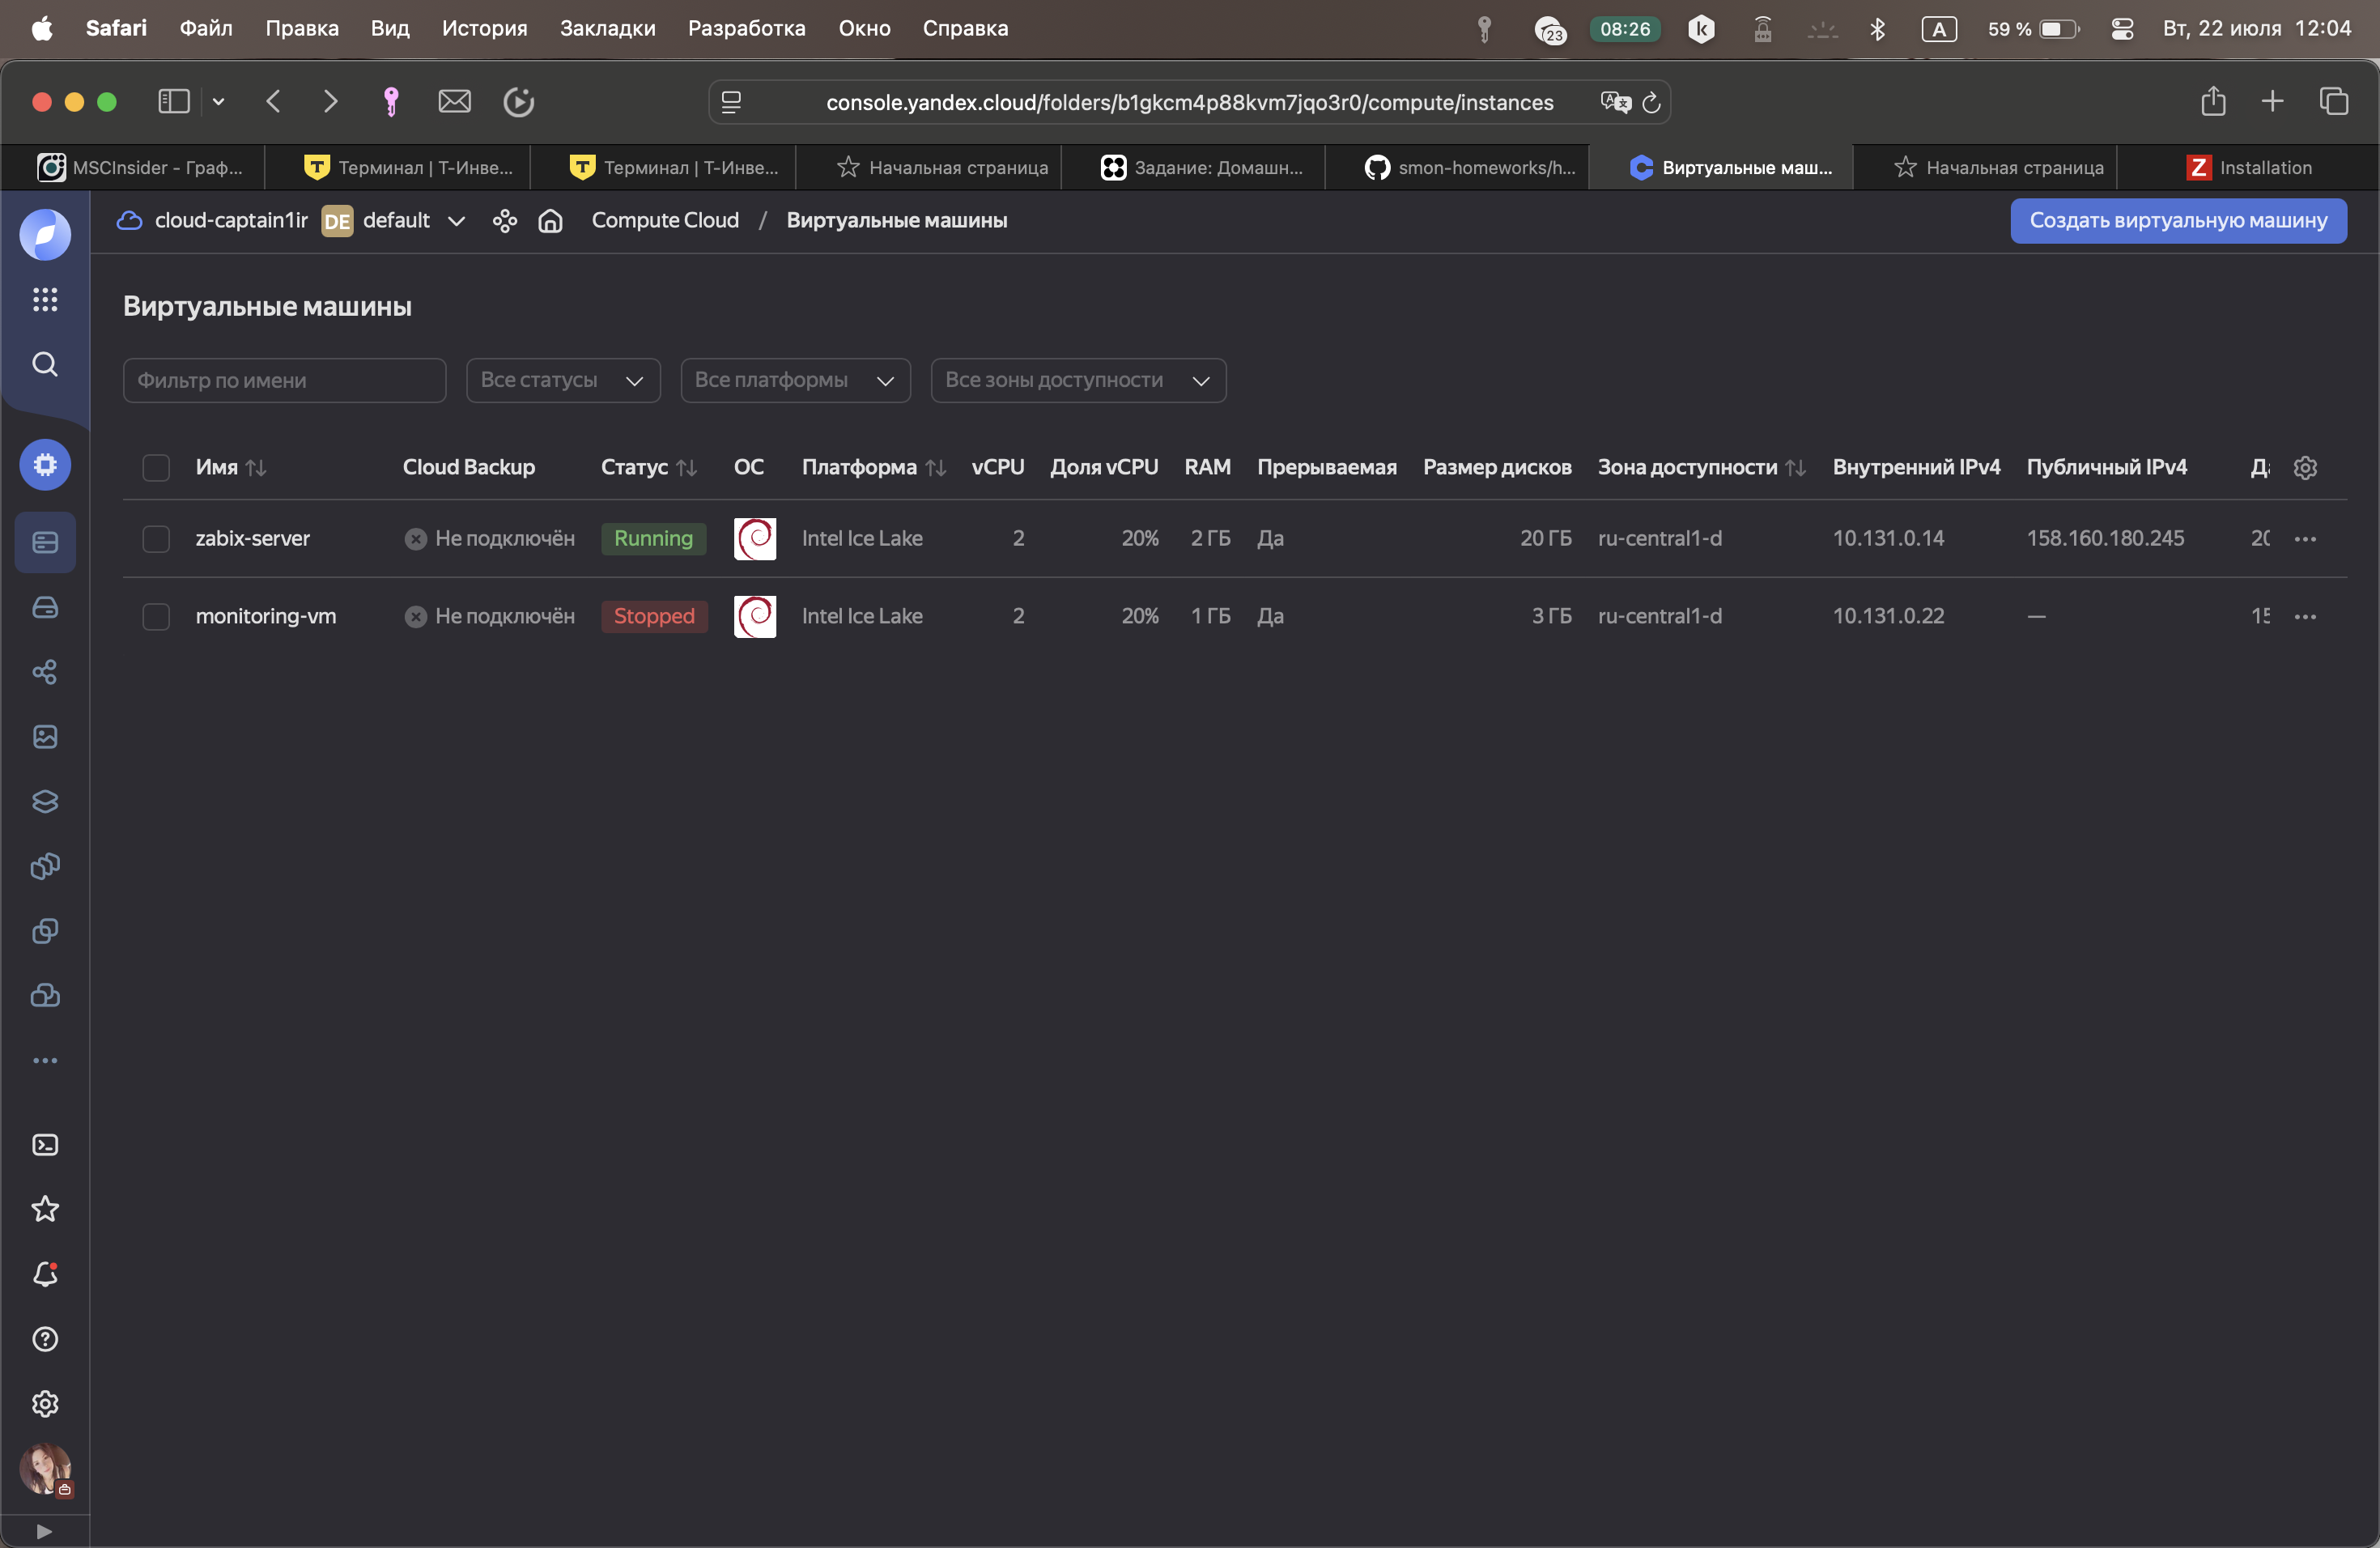 Safari Файл Правка Вид История Закладки Разработка Окно Справка 23 08:26 k A 59 % Вт, 22 июля 12:04
console.yandex.cloud/folders/b1gkcm4p88kvm7jqo3r0/compute/instances
MSCInsider - Граф... Терминал | Т-Инве... Терминал | Т-Инве... Начальная страница Задание: Домашн... smon-homeworks/h... Виртуальные маш... Начальная страница Z Installation
cloud-captain1ir DE default Compute Cloud / Виртуальные машины Создать виртуальную машину
Виртуальные машины
Фильтр по имени Все статусы Все платформы Все зоны доступности
Имя Cloud Backup Статус ОС Платформа vCPU Доля vCPU RAM Прерываемая Размер дисков Зона доступности Внутренний IPv4 Публичный IPv4
zabix-server Не подключён Running Intel Ice Lake 2 20% 2 ГБ Да 20 ГБ ru-central1-d 10.131.0.14 158.160.180.245 20 ...
monitoring-vm Не подключён Stopped Intel Ice Lake 2 20% 1 ГБ Да 3 ГБ ru-central1-d 10.131.0.22 — 15 ...